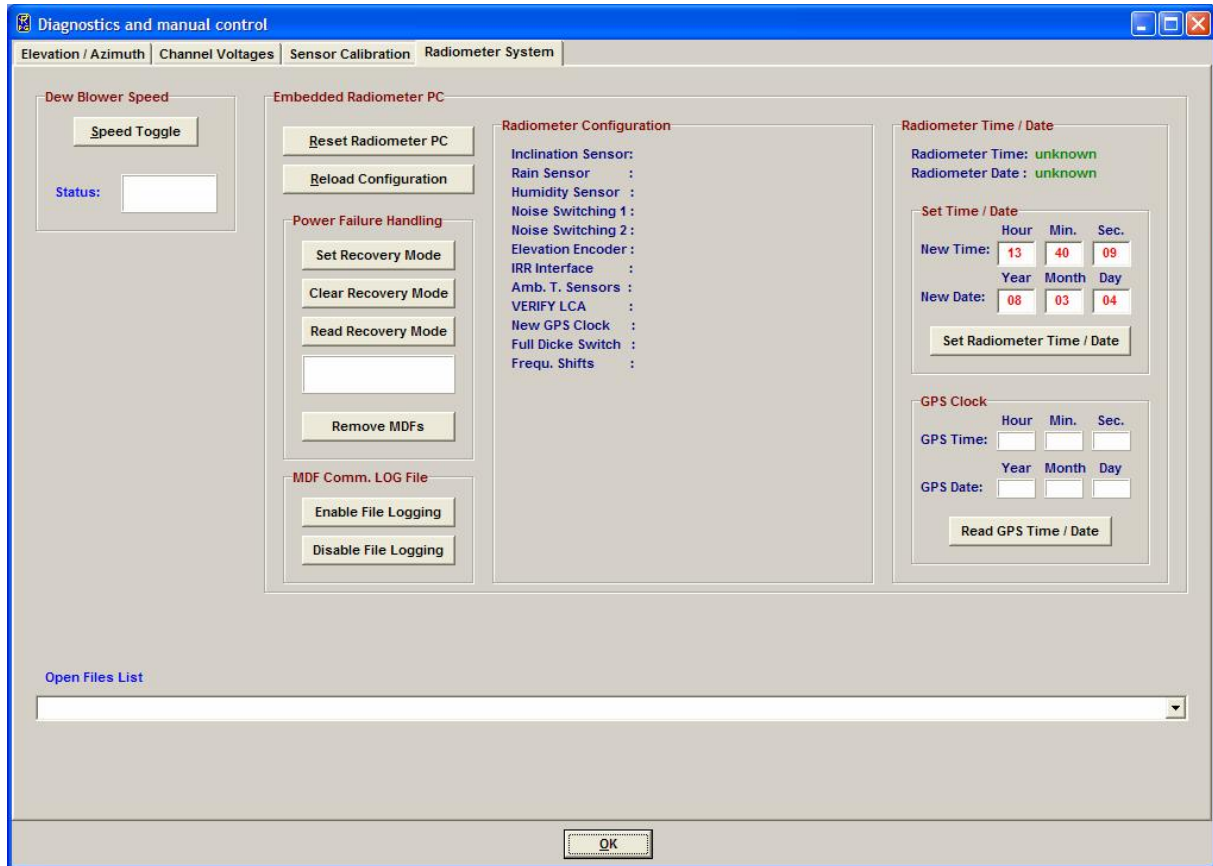 Diagnostics and manual control
Elevation / Azimuth Channel Voltages Sensor Calibration Radiometer System
Dew Blower Speed
Speed Toggle
Status:
Embedded Radiometer PC
Reset Radiometer PC
Reload Configuration
Power Failure Handling
Set Recovery Mode
Clear Recovery Mode
Read Recovery Mode
Remove MDFs
MDF Comm. LOG File
Enable File Logging
Disable File Logging
Radiometer Configuration
Inclination Sensor:
Rain Sensor :
Humidity Sensor :
Noise Switching 1 :
Noise Switching 2 :
Elevation Encoder :
IRR Interface :
Amb. T. Sensors :
VERIFY LCA :
New GPS Clock :
Full Dicke Switch :
Frequ. Shifts :
Radiometer Time / Date
Radiometer Time: unknown
Radiometer Date : unknown
Set Time / Date
Hour Min. Sec.
New Time: 13 40 09
Year Month Day
New Date: 08 03 04
Set Radiometer Time / Date
GPS Clock
Hour Min. Sec.
GPS Time:
Year Month Day
GPS Date:
Read GPS Time / Date
Open Files List
OK